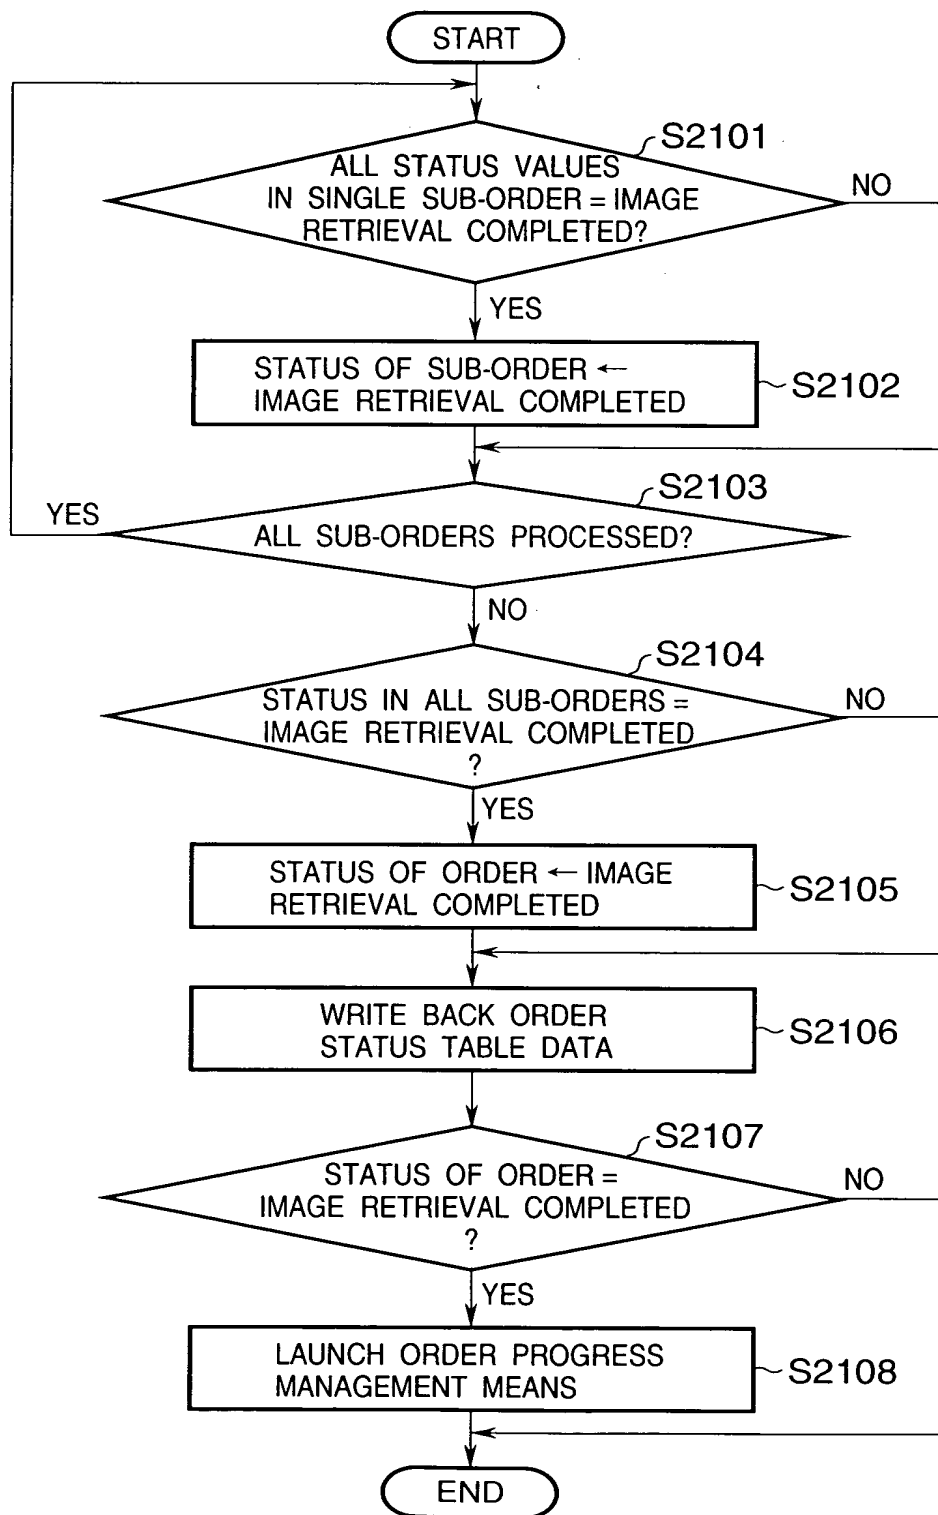 START
S2101
ALL STATUS VALUES
IN SINGLE SUB-ORDER = IMAGE
RETRIEVAL COMPLETED?
NO
YES
STATUS OF SUB-ORDER ←
IMAGE RETRIEVAL COMPLETED
S2102
S2103
YES
ALL SUB-ORDERS PROCESSED?
NO
S2104
STATUS IN ALL SUB-ORDERS =
IMAGE RETRIEVAL COMPLETED
?
NO
YES
STATUS OF ORDER ← IMAGE
RETRIEVAL COMPLETED
S2105
WRITE BACK ORDER
STATUS TABLE DATA
S2106
S2107
STATUS OF ORDER =
IMAGE RETRIEVAL COMPLETED
?
NO
YES
LAUNCH ORDER PROGRESS
MANAGEMENT MEANS
S2108
END